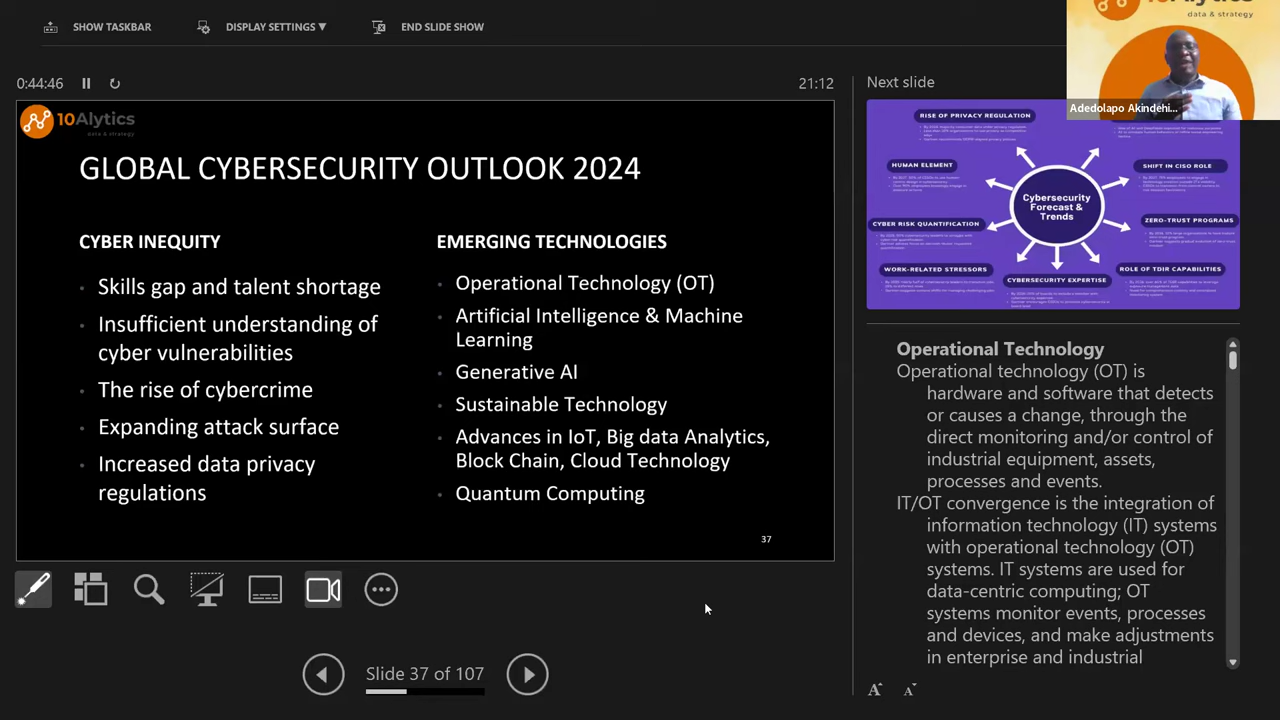 SHOW TASKBAR
DISPLAY SETTINGS ▼
END SLIDE SHOW
data & strategy
Adedolapo Akindehi...
0:44:46
21:12
10Alytics
data & strategy
GLOBAL CYBERSECURITY OUTLOOK 2024
CYBER INEQUITY
Skills gap and talent shortage
Insufficient understanding of
cyber vulnerabilities
The rise of cybercrime
Expanding attack surface
Increased data privacy
regulations
EMERGING TECHNOLOGIES
Operational Technology (OT)
Artificial Intelligence & Machine
Learning
Generative AI
Sustainable Technology
Advances in IoT, Big data Analytics,
Block Chain, Cloud Technology
Quantum Computing
37
Slide 37 of 107
Next slide
RISE OF PRIVACY REGULATION
HUMAN ELEMENT
SHIFT IN CISO ROLE
Cybersecurity
Forecast &
Trends
CYBER RISK QUANTIFICATION
ZERO-TRUST PROGRAMS
WORK-RELATED STRESSORS
CYBERSECURITY EXPERTISE
ROLE OF TDIR CAPABILITIES
Operational Technology
Operational technology (OT) is
hardware and software that detects
or causes a change, through the
direct monitoring and/or control of
industrial equipment, assets,
processes and events.
IT/OT convergence is the integration of
information technology (IT) systems
with operational technology (OT)
systems. IT systems are used for
data-centric computing; OT
systems monitor events, processes
and devices, and make adjustments
in enterprise and industrial
A
A